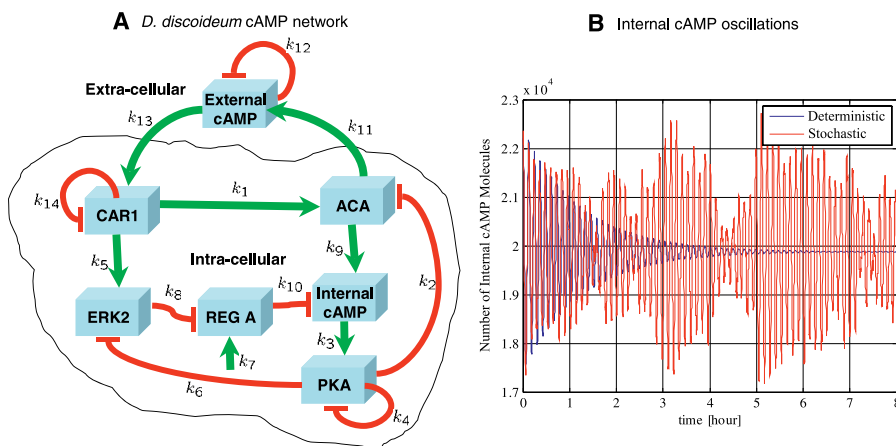 A D. discoideum cAMP network
k12
Extra-cellular
External
cAMP
k13
k11
k1
k14
CAR1
ACA
k5
k9
Intra-cellular
k8
k10
k2
ERK2
REG A
Internal
cAMP
k3
k7
k6
PKA
k4
B Internal cAMP oscillations
x 10^4
2.3
2.2
2.1
2
1.9
1.8
1.7
Number of Internal cAMP Molecules
Deterministic
Stochastic
0 1 2 3 4 5 6 7 8
time [hour]